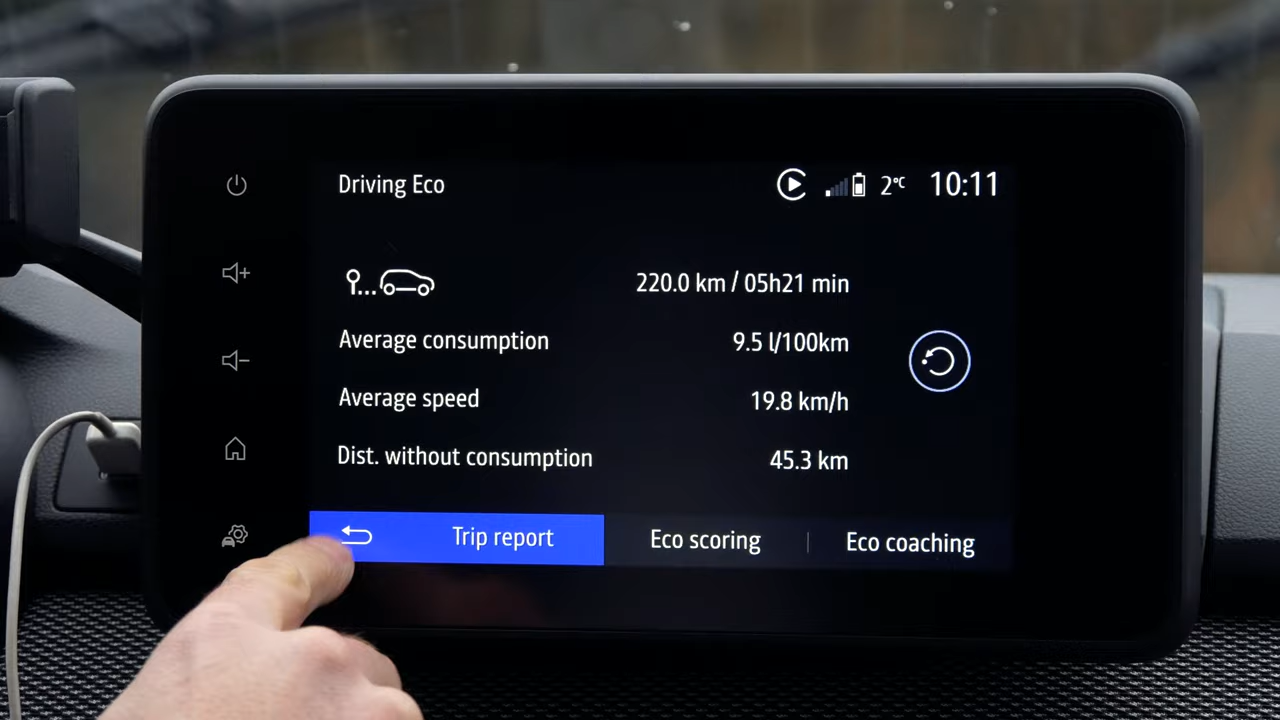 Driving Eco 2°C 10:11
220.0 km / 05h21 min
Average consumption 9.5 l/100km
Average speed 19.8 km/h
Dist. without consumption 45.3 km
Trip report Eco scoring Eco coaching